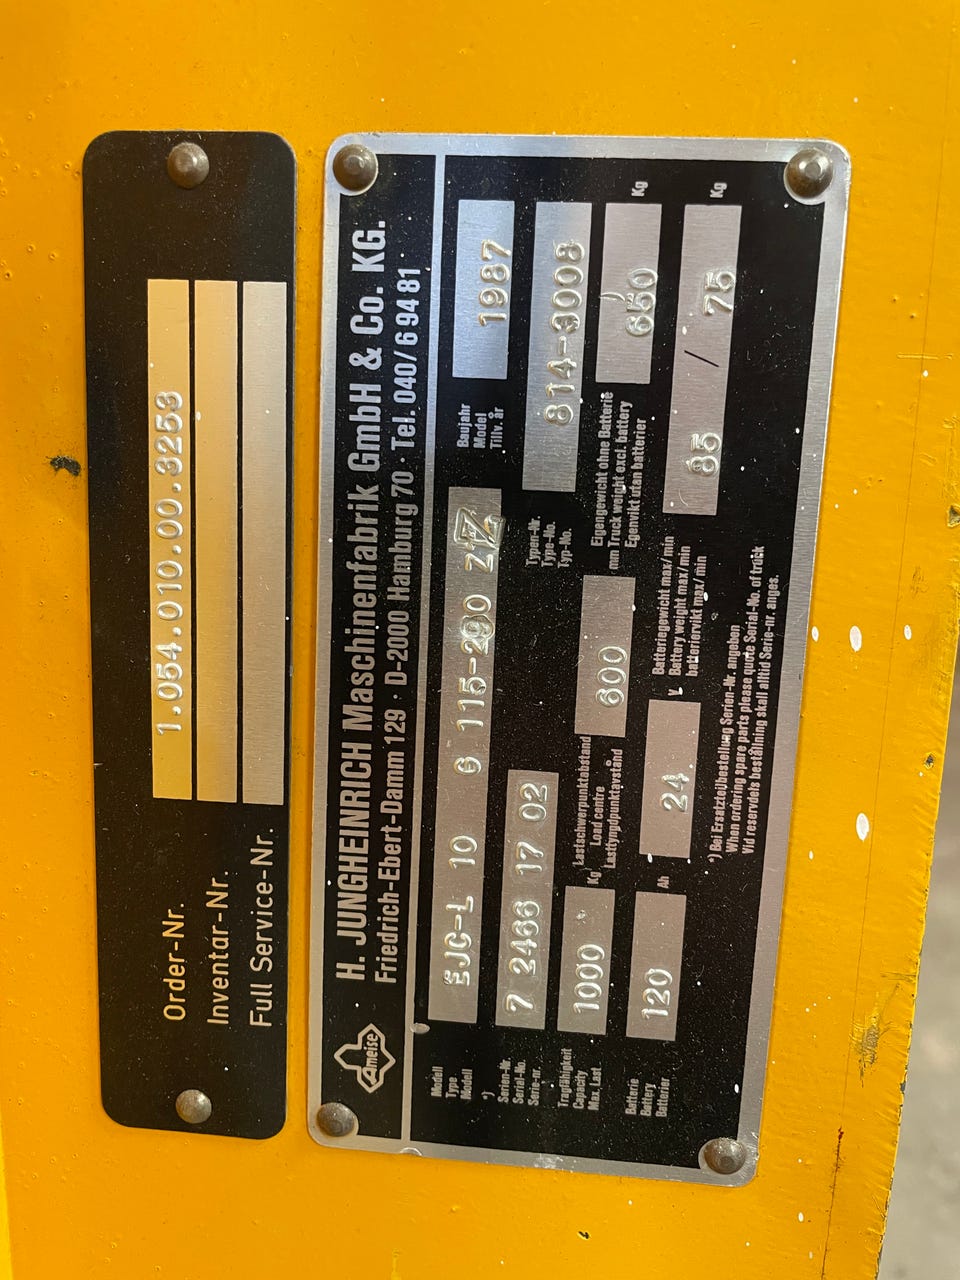 Order-Nr. 1.054.010.00.3253
Inventar-Nr.
Full Service-Nr.
Ameise
H. JUNGHEINRICH Maschinenfabrik GmbH & Co. KG.
Friedrich-Ebert-Damm 129 · D-2000 Hamburg 70 · Tel. 040/6 94 81
Modell
Type
Modell
EJC-L 10 6 115-290 ZZ
Baujahr
Model
Tillv. år
1987
*)
Serien-Nr.
Serial-No.
Serie-nr.
7 2466 17 02
Typen-Nr.
Type-No.
Typ-No.
814-3008
Tragfähigkeit
Capacity
Max. Last.
1000 Kg
Lastschwerpunktabstand
Load centre
Lasttyngdpunktavstånd
600 mm
Eigengewicht ohne Batterie
Truck weight excl. battery
Egenvikt utan batterier
650 Kg
Batterie
Battery
Batterier
120 Ah
24 V
Batteriegewicht max/min
Battery weight max/min
batterivikt max/min
85 / 75 Kg
*) Bei Ersatzteilbestellung Serien-Nr. angeben
When ordering spare parts please quote Serial-No. of truck
Vid reservdels beställning skall alltid Serie-nr. anges.